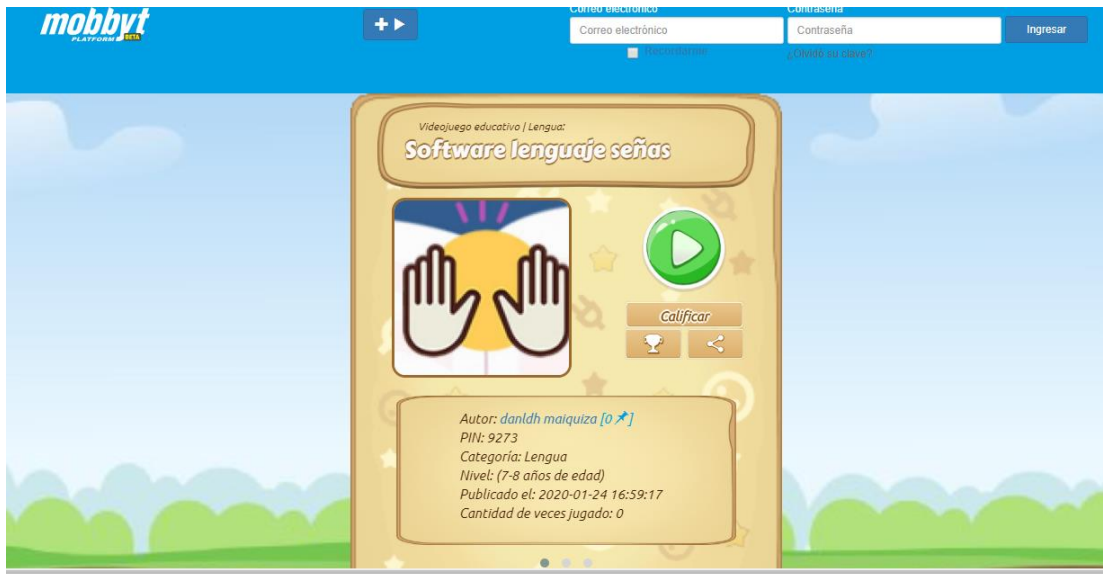 mobbyt
PLATFORM BETA
Correo electrónico
Contraseña
Correo electrónico
Contraseña
Ingresar
Recordarme
¿Olvidó su clave?
Videojuego educativo | Lengua:
Software lenguaje señas
Calificar
Autor: danldh maiquiza [0]
PIN: 9273
Categoría: Lengua
Nivel: (7-8 años de edad)
Publicado el: 2020-01-24 16:59:17
Cantidad de veces jugado: 0